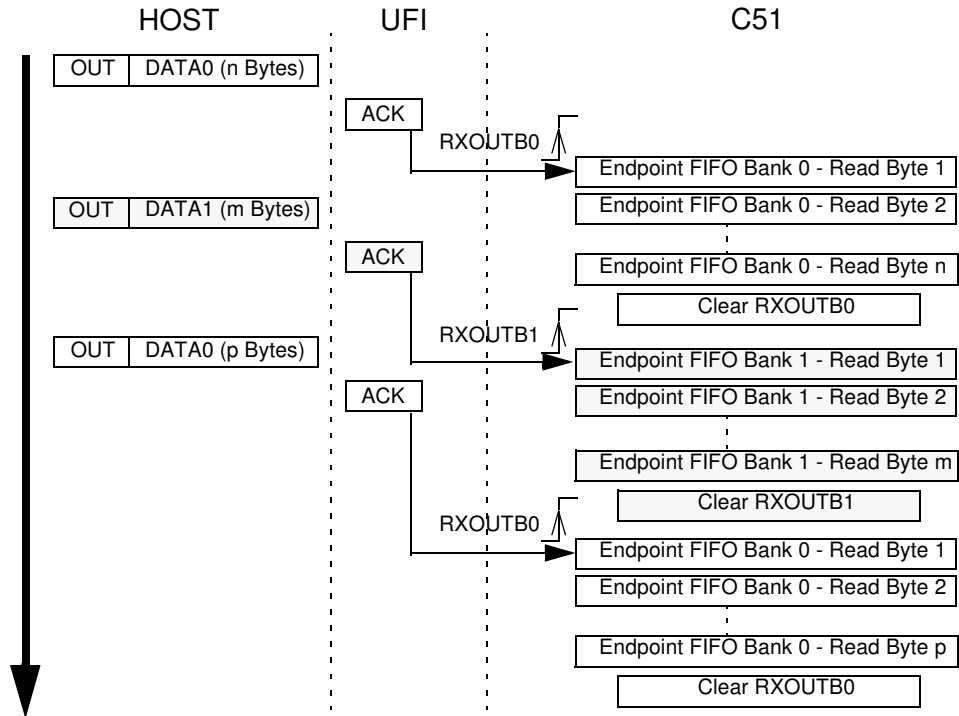 HOST UFI C51
OUT DATA0 (n Bytes)
ACK
RXOUTB0
Endpoint FIFO Bank 0 - Read Byte 1
OUT DATA1 (m Bytes)
Endpoint FIFO Bank 0 - Read Byte 2
ACK
Endpoint FIFO Bank 0 - Read Byte n
Clear RXOUTB0
RXOUTB1
OUT DATA0 (p Bytes)
Endpoint FIFO Bank 1 - Read Byte 1
ACK
Endpoint FIFO Bank 1 - Read Byte 2
Endpoint FIFO Bank 1 - Read Byte m
Clear RXOUTB1
RXOUTB0
Endpoint FIFO Bank 0 - Read Byte 1
Endpoint FIFO Bank 0 - Read Byte 2
Endpoint FIFO Bank 0 - Read Byte p
Clear RXOUTB0